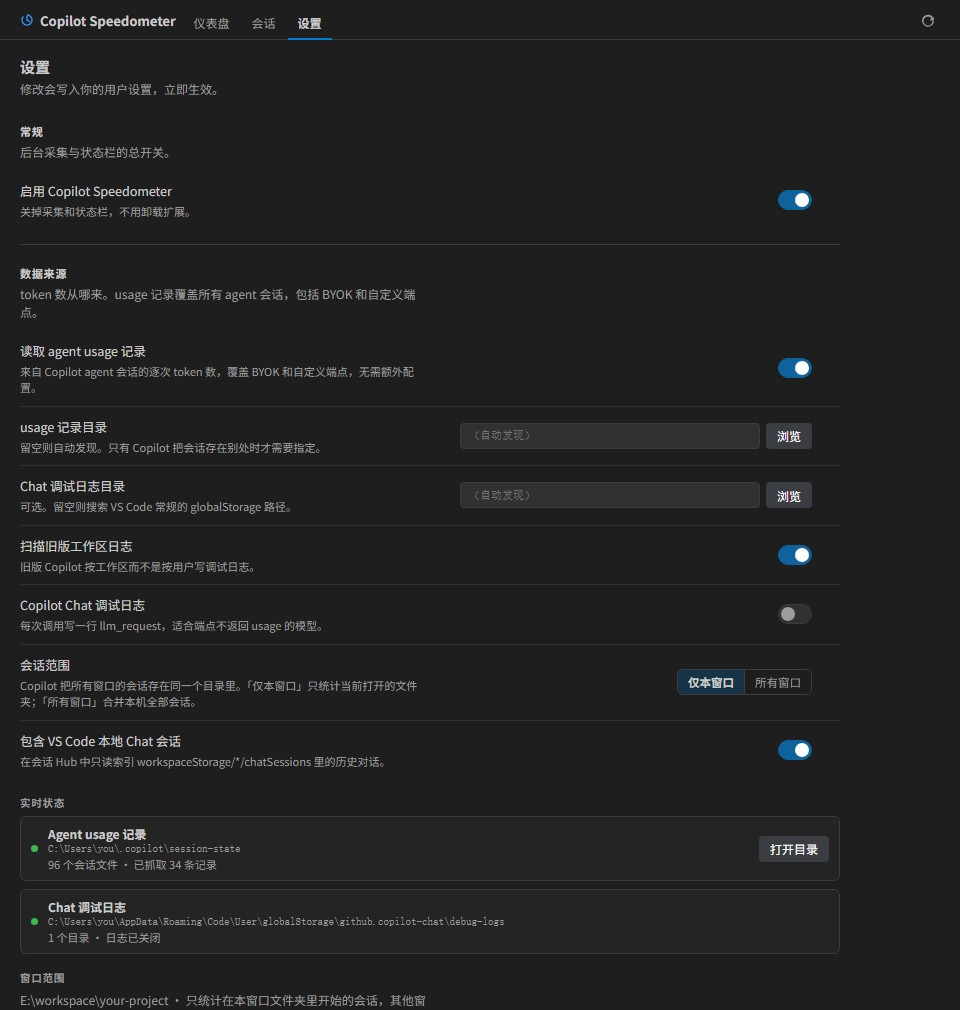 Copilot Speedometer 仪表盘 会话 设置
设置
修改会写入你的用户设置，立即生效。
常规
后台采集与状态栏的总开关。
启用 Copilot Speedometer
关掉采集和状态栏，不用卸载扩展。
数据来源
token 数从哪来。usage 记录覆盖所有 agent 会话，包括 BYOK 和自定义端
点。
读取 agent usage 记录
来自 Copilot agent 会话的逐次 token 数，覆盖 BYOK 和自定义端点，无需额外配
置。
usage 记录目录
留空则自动发现。只有 Copilot 把会话存在别处时才需要指定。
（自动发现） 浏览
Chat 调试日志目录
可选。留空则搜索 VS Code 常规的 globalStorage 路径。
（自动发现） 浏览
扫描旧版工作区日志
旧版 Copilot 按工作区而不是按用户写调试日志。
Copilot Chat 调试日志
每次调用写一行 llm_request，适合端点不返回 usage 的模型。
会话范围
Copilot 把所有窗口的会话存在同一个目录里。「仅本窗口」只统计当前打开的文件
夹；「所有窗口」合并本机全部会话。
仅本窗口 所有窗口
包含 VS Code 本地 Chat 会话
在会话 Hub 中只读索引 workspaceStorage/*/chatSessions 里的历史对话。
实时状态
Agent usage 记录
C:\Users\you\.copilot\session-state
96 个会话文件 · 已抓取 34 条记录
打开目录
Chat 调试日志
C:\Users\you\AppData\Roaming\Code\User\globalStorage\github.copilot-chat\debug-logs
1 个目录 · 日志已关闭
窗口范围
E:\workspace\your-project · 只统计在本窗口文件夹里开始的会话，其他窗